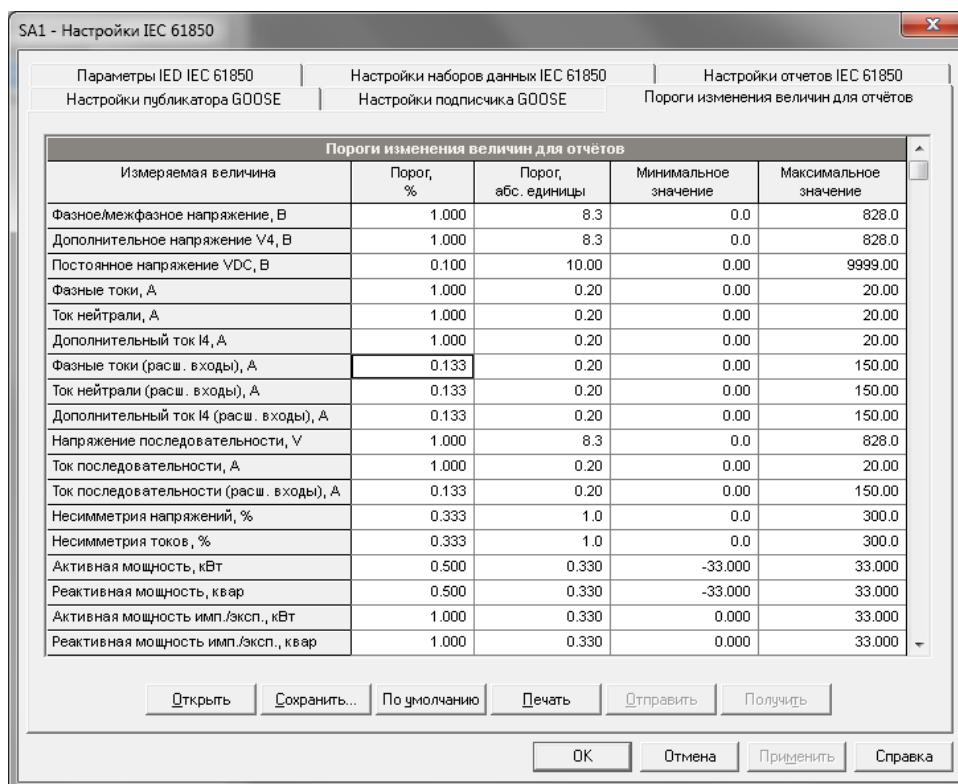 SA1 - Настройки IEC 61850
Параметры IED IEC 61850 Настройки наборов данных IEC 61850 Настройки отчетов IEC 61850
Настройки публикатора GOOSE Настройки подписчика GOOSE Пороги изменения величин для отчётов
Пороги изменения величин для отчётов
Измеряемая величина Порог, % Порог, абс. единицы Минимальное значение Максимальное значение
Фазное/межфазное напряжение, В 1.000 8.3 0.0 828.0
Дополнительное напряжение V4, В 1.000 8.3 0.0 828.0
Постоянное напряжение VDC, В 0.100 10.00 0.00 9999.00
Фазные токи, А 1.000 0.20 0.00 20.00
Ток нейтрали, А 1.000 0.20 0.00 20.00
Дополнительный ток I4, А 1.000 0.20 0.00 20.00
Фазные токи (расш. входы), А 0.133 0.20 0.00 150.00
Ток нейтрали (расш. входы), А 0.133 0.20 0.00 150.00
Дополнительный ток I4 (расш. входы), А 0.133 0.20 0.00 150.00
Напряжение последовательности, V 1.000 8.3 0.0 828.0
Ток последовательности, А 1.000 0.20 0.00 20.00
Ток последовательности (расш. входы), А 0.133 0.20 0.00 150.00
Несимметрия напряжений, % 0.333 1.0 0.0 300.0
Несимметрия токов, % 0.333 1.0 0.0 300.0
Активная мощность, кВт 0.500 0.330 -33.000 33.000
Реактивная мощность, квар 0.500 0.330 -33.000 33.000
Активная мощность имп./эксп., кВт 1.000 0.330 0.000 33.000
Реактивная мощность имп./эксп., квар 1.000 0.330 0.000 33.000
Открыть Сохранить... По умолчанию Печать Отправить Получить
OK Отмена Применить Справка